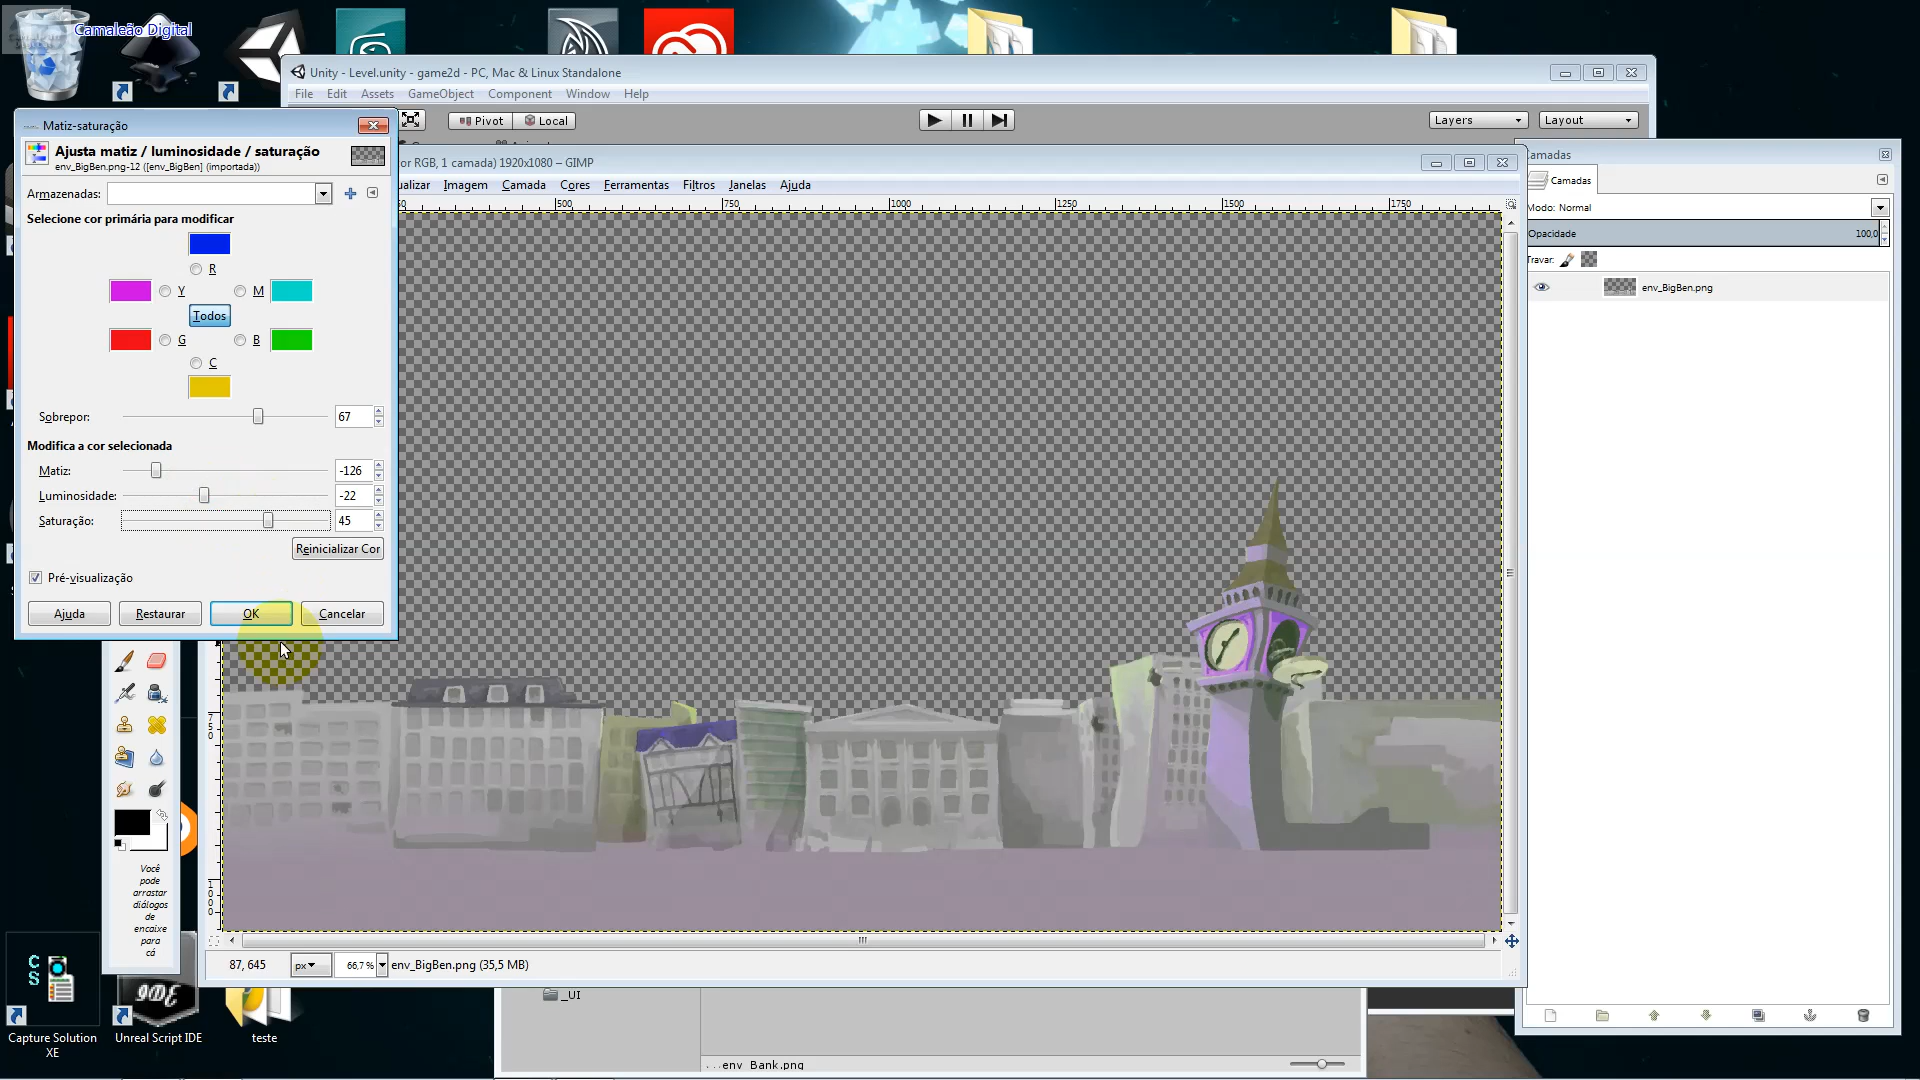 Camaleão Digital
Unity - Level.unity - game2d - PC, Mac & Linux Standalone
File Edit Assets GameObject Component Window Help
Pivot Local
Layers Layout
Matiz-saturação
Ajusta matiz / luminosidade / saturação
env_BigBen.png-12 ([env_BigBen] (importada))
Armazenadas:
Selecione cor primária para modificar
R
Y M
Todos
G B
C
Sobrepor: 67
Modifica a cor selecionada
Matiz: -126
Luminosidade: -22
Saturação: 45
Reinicializar Cor
Pré-visualização
Ajuda Restaurar OK Cancelar
or RGB, 1 camada) 1920x1080 – GIMP
ualizar Imagem Camada Cores Ferramentas Filtros Janelas Ajuda
500 750 1000 1250 1500 1750
750
1000
Camadas
Camadas
Modo: Normal
Opacidade 100,0
Travar:
env_BigBen.png
Você
pode
arrastar
diálogos
de
encaixe
para
cá
87, 645 px 66,7 % env_BigBen.png (35,5 MB)
_UI
...env_Bank.png
CS
Capture Solution
XE
IDE
Unreal Script IDE
teste